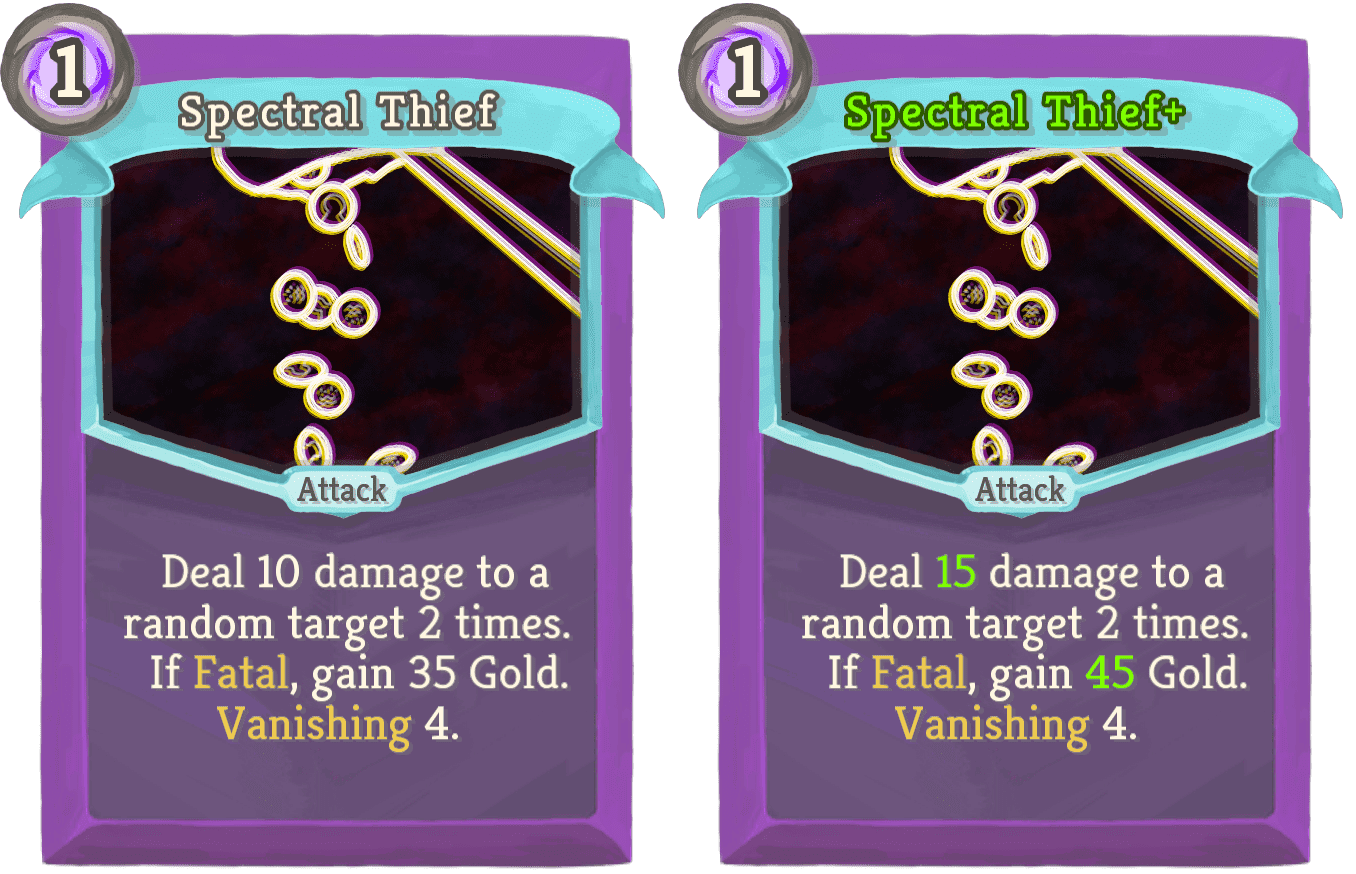 1
Spectral Thief
Attack
Deal 10 damage to a
random target 2 times.
If Fatal, gain 35 Gold.
Vanishing 4.
1
Spectral Thief+
Attack
Deal 15 damage to a
random target 2 times.
If Fatal, gain 45 Gold.
Vanishing 4.